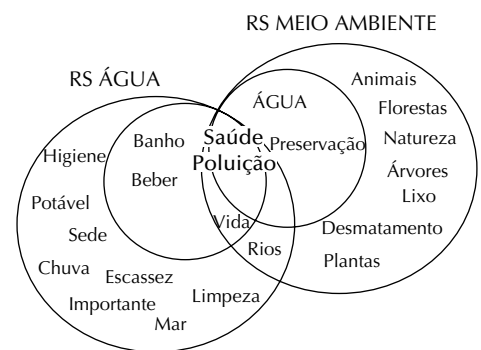 RS MEIO AMBIENTE
RS ÁGUA
Animais
ÁGUA
Florestas
Banho
Saúde
Preservação
Natureza
Higiene
Poluição
Beber
Árvores
Lixo
Potável
Vida
Desmatamento
Sede
Rios
Plantas
Chuva
Escassez
Importante
Limpeza
Mar